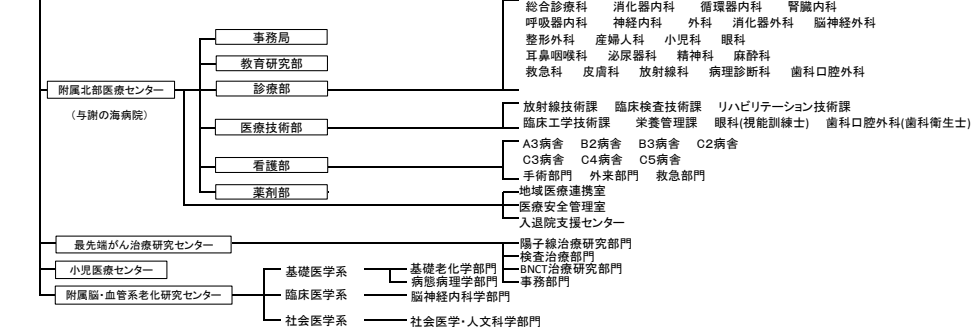 総合診療科 消化器内科 循環器内科 腎臓内科
呼吸器内科 神経内科 外科 消化器外科 脳神経外科
整形外科 産婦人科 小児科 眼科
耳鼻咽喉科 泌尿器科 精神科 麻酔科
救急科 皮膚科 放射線科 病理診断科 歯科口腔外科
事務局
教育研究部
診療部
附属北部医療センター
(与謝の海病院)
放射線技術課 臨床検査技術課 リハビリテーション技術課
臨床工学技術課 栄養管理課 眼科(視能訓練士) 歯科口腔外科(歯科衛生士)
医療技術部
A3病舎 B2病舎 B3病舎 C2病舎
C3病舎 C4病舎 C5病舎
手術部門 外来部門 救急部門
看護部
薬剤部
地域医療連携室
医療安全管理室
入退院支援センター
最先端がん治療研究センター
陽子線治療研究部門
検査治療部門
BNCT治療研究部門
事務部門
小児医療センター
附属脳・血管系老化研究センター
基礎医学系
基礎老化学部門
病態病理学部門
臨床医学系
脳神経内科学部門
社会医学系
社会医学・人文科学部門